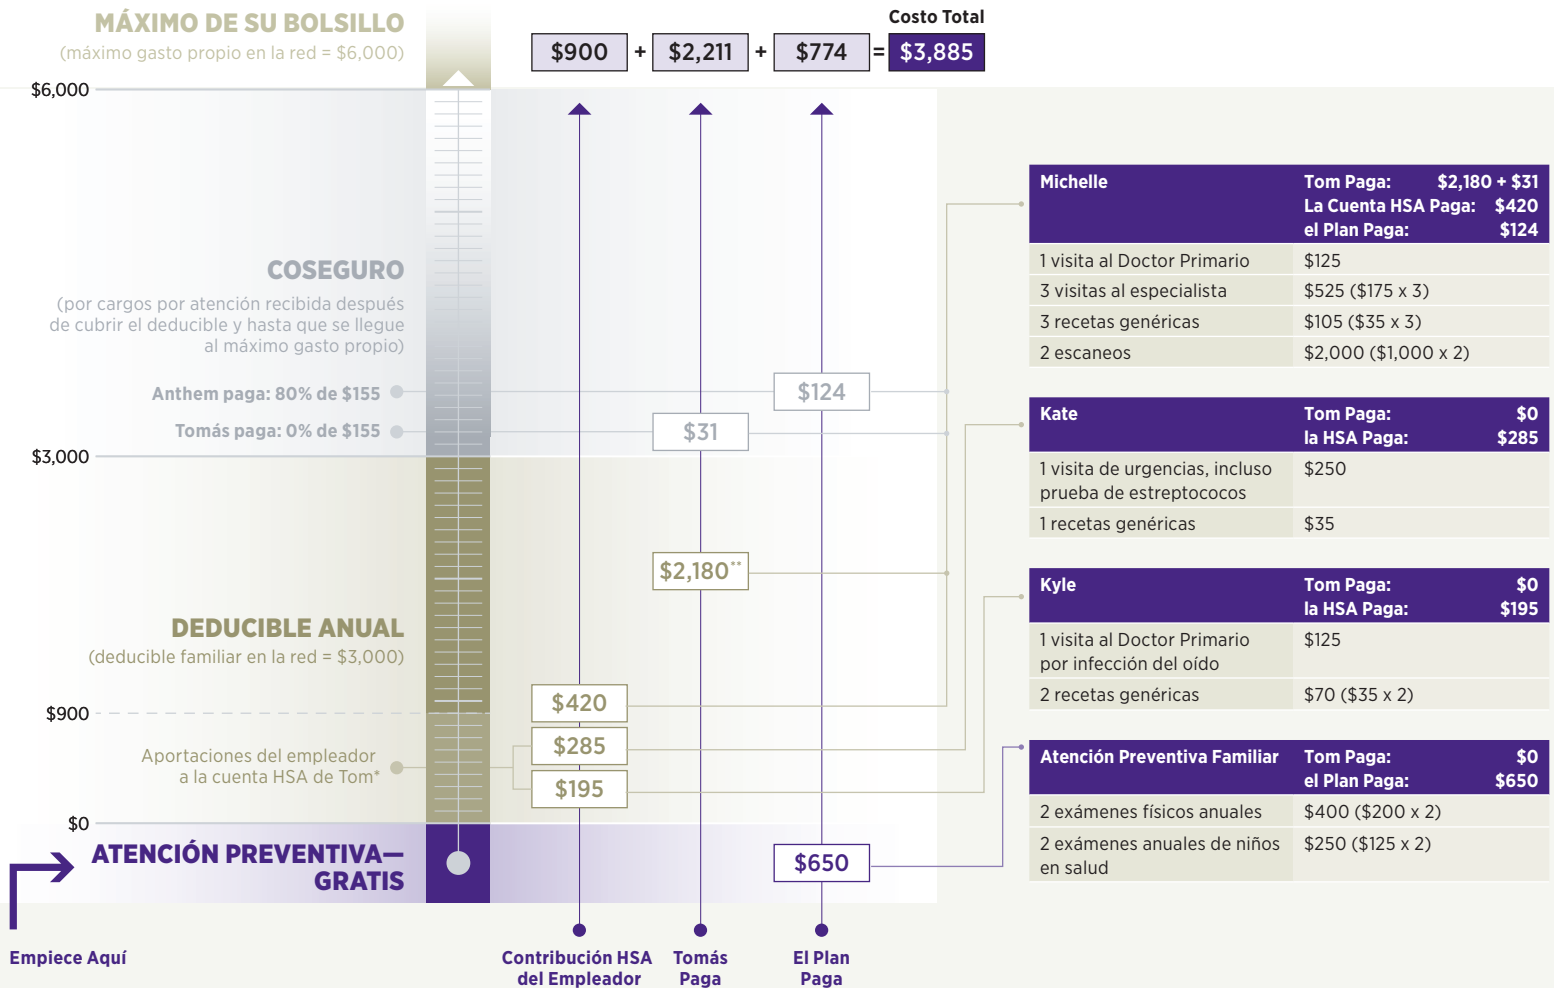 MÁXIMO DE SU BOLSILLO
(máximo gasto propio en la red = $6,000)
Costo Total
$900 + $2,211 + $774 = $3,885
$6,000
COSEGURO
(por cargos por atención recibida después
de cubrir el deducible y hasta que se llegue
al máximo gasto propio)
Anthem paga: 80% de $155
$124
Tomás paga: 0% de $155
$31
$3,000
$2,180**
DEDUCIBLE ANUAL
(deducible familiar en la red = $3,000)
$420
$900
$285
Aportaciones del empleador
a la cuenta HSA de Tom*
$195
$0
ATENCIÓN PREVENTIVA—
GRATIS
$650
Empiece Aquí
Contribución HSA
del Empleador
Tomás
Paga
El Plan
Paga
Michelle
Tom Paga: $2,180 + $31
La Cuenta HSA Paga: $420
el Plan Paga: $124
1 visita al Doctor Primario $125
3 visitas al especialista $525 ($175 x 3)
3 recetas genéricas $105 ($35 x 3)
2 escaneos $2,000 ($1,000 x 2)
Kate
Tom Paga: $0
la HSA Paga: $285
1 visita de urgencias, incluso
prueba de estreptococos
$250
1 recetas genéricas $35
Kyle
Tom Paga: $0
la HSA Paga: $195
1 visita al Doctor Primario
por infección del oído
$125
2 recetas genéricas $70 ($35 x 2)
Atención Preventiva Familiar
Tom Paga: $0
el Plan Paga: $650
2 exámenes físicos anuales $400 ($200 x 2)
2 exámenes anuales de niños
en salud
$250 ($125 x 2)